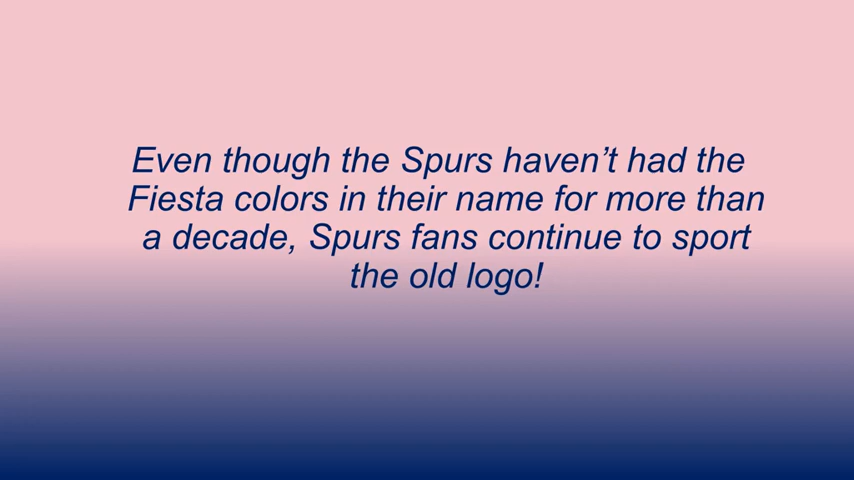 Even though the Spurs haven’t had the
Fiesta colors in their name for more than
a decade, Spurs fans continue to sport
the old logo!